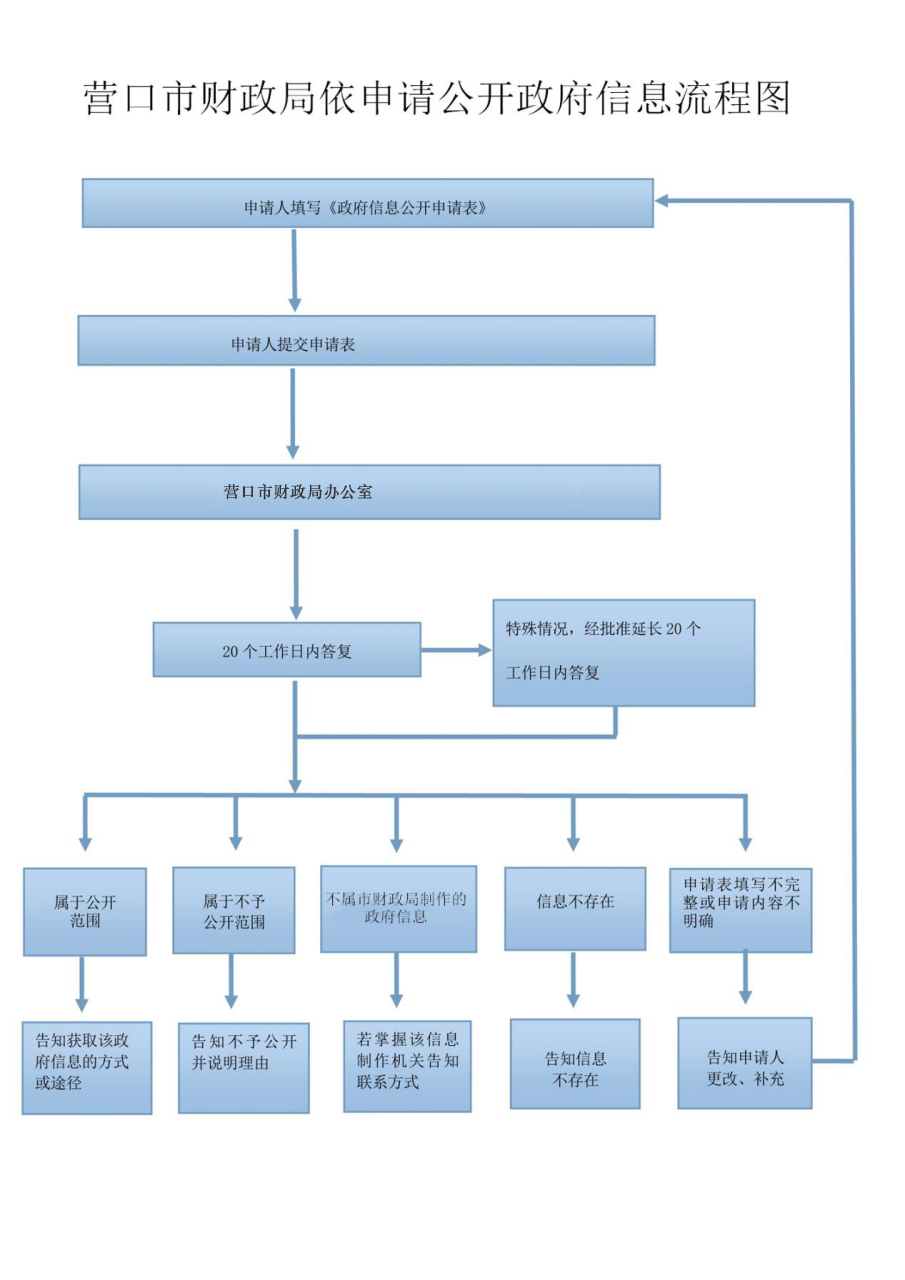 营口市财政局依申请公开政府信息流程图
申请人填写《政府信息公开申请表》
申请人提交申请表
营口市财政局办公室
20 个工作日内答复
特殊情况，经批准延长 20 个
工作日内答复
属于公开
范围
属于不予
公开范围
不属市财政局制作的
政府信息
信息不存在
申请表填写不完
整或申请内容不
明确
告知获取该政
府信息的方式
或途径
告知不予公开
并说明理由
若掌握该信息
制作机关告知
联系方式
告知信息
不存在
告知申请人
更改、补充